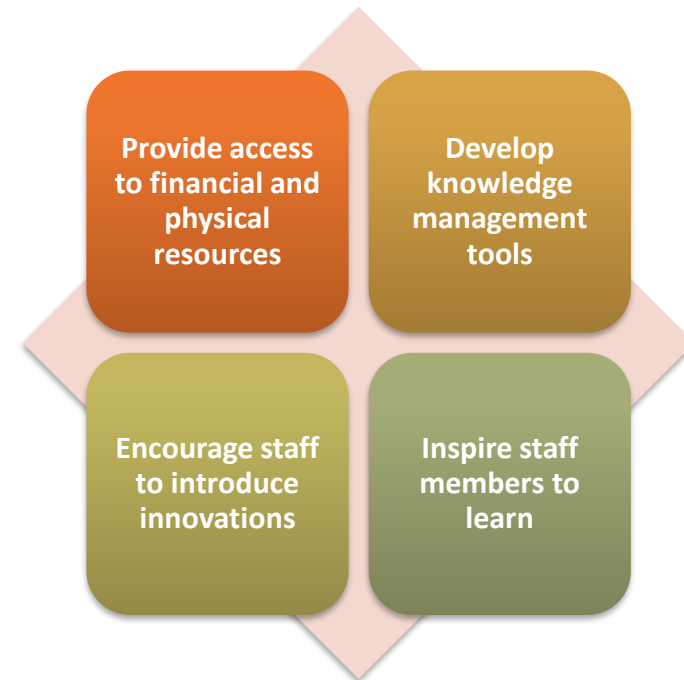 Provide access
to financial and
physical
resources
Develop
knowledge
management
tools
Encourage staff
to introduce
innovations
Inspire staff
members to
learn